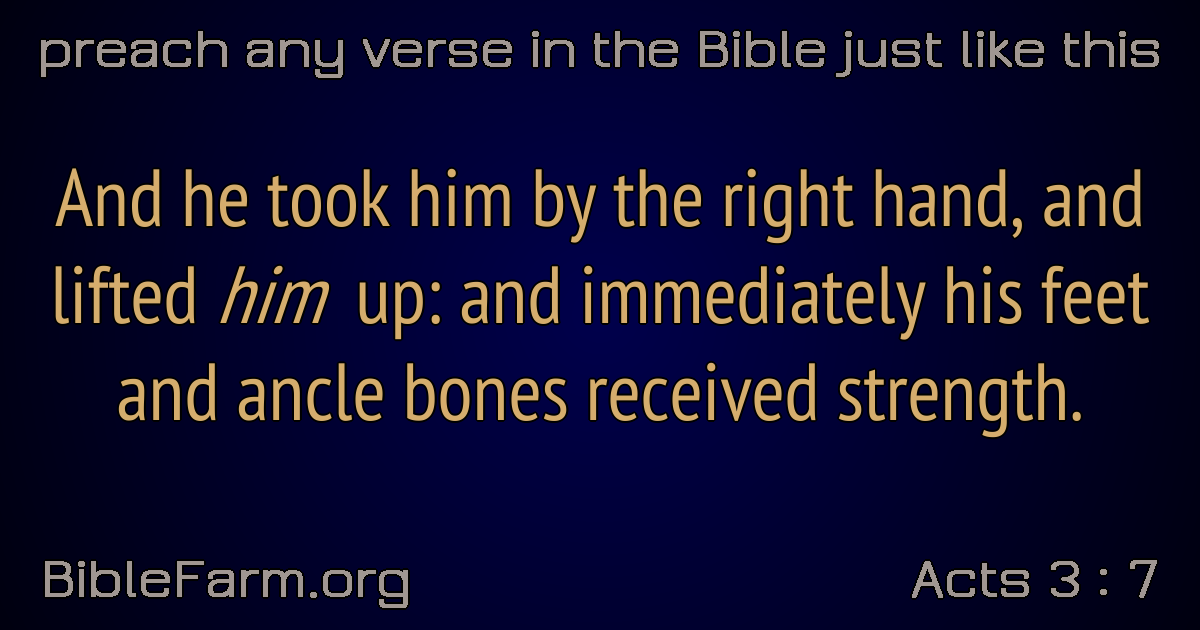 preach any verse in the Bible just like this
And he took him by the right hand, and
lifted him up: and immediately his feet
and ancle bones received strength.
BibleFarm.org
Acts 3 : 7